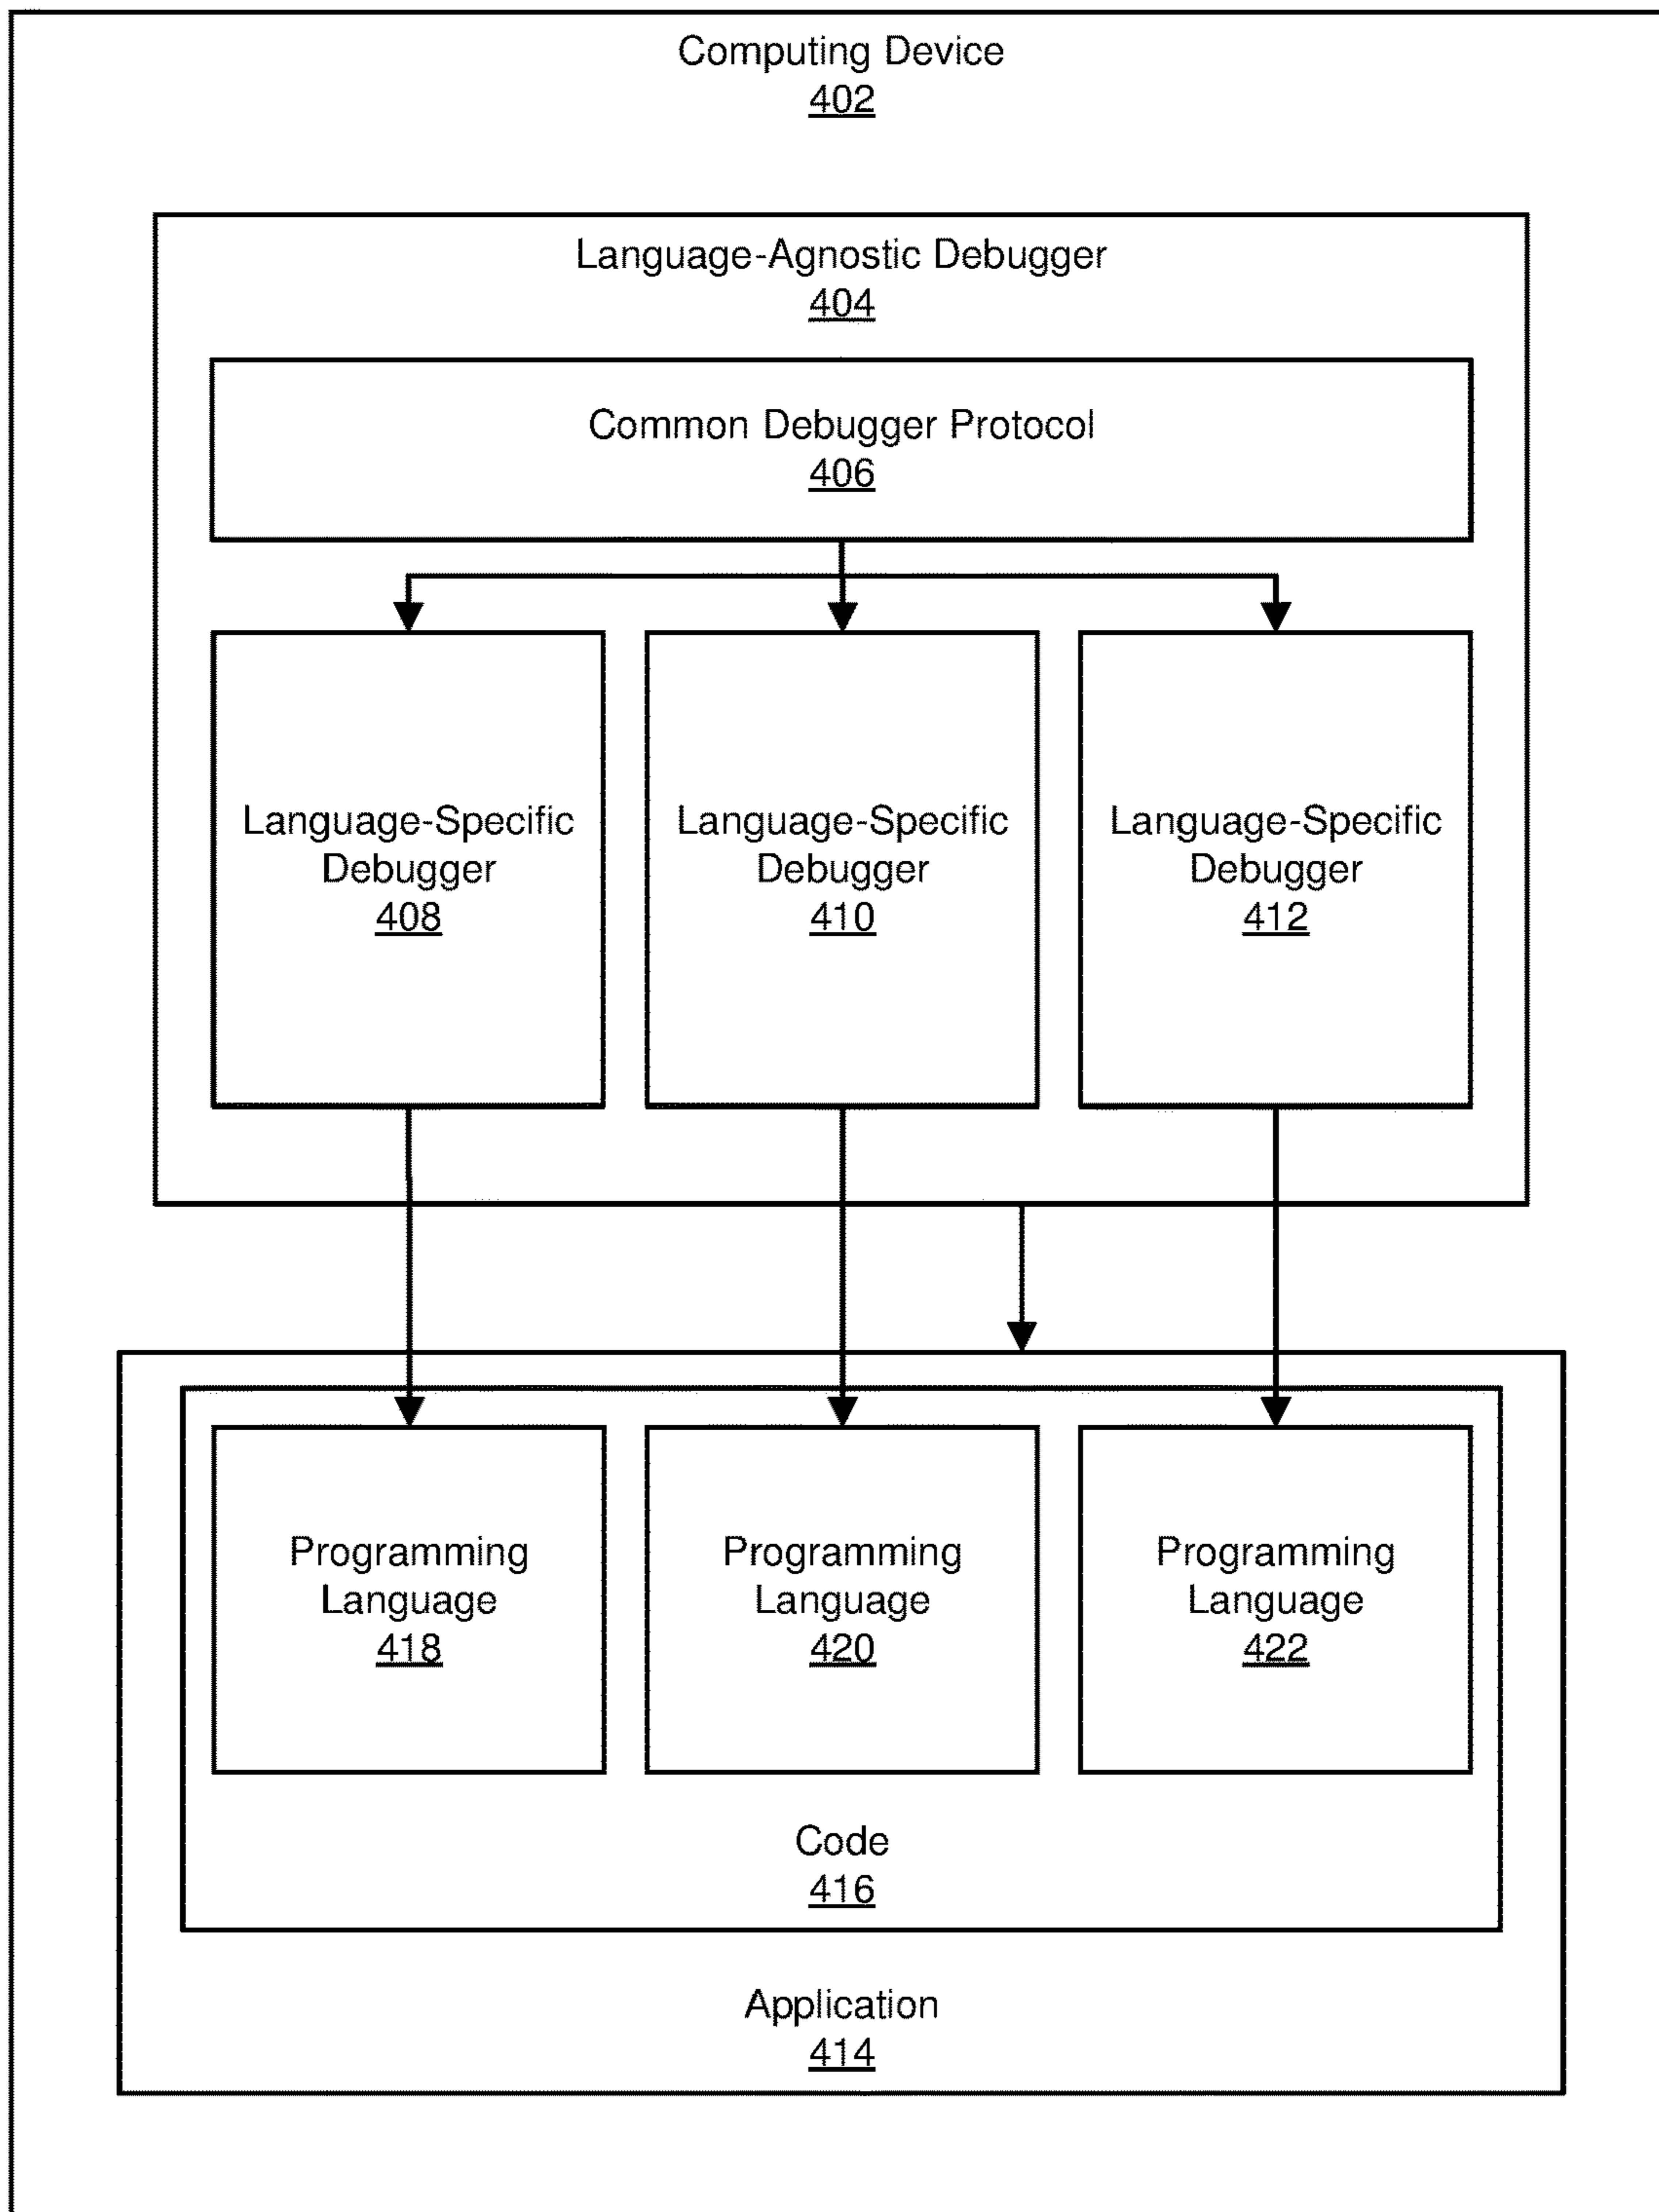 Computing Device
402
Language-Agnostic Debugger
404
Common Debugger Protocol
406
Language-Specific
Debugger
408
Language-Specific
Debugger
410
Language-Specific
Debugger
412
Programming
Language
418
Programming
Language
420
Programming
Language
422
Code
416
Application
414